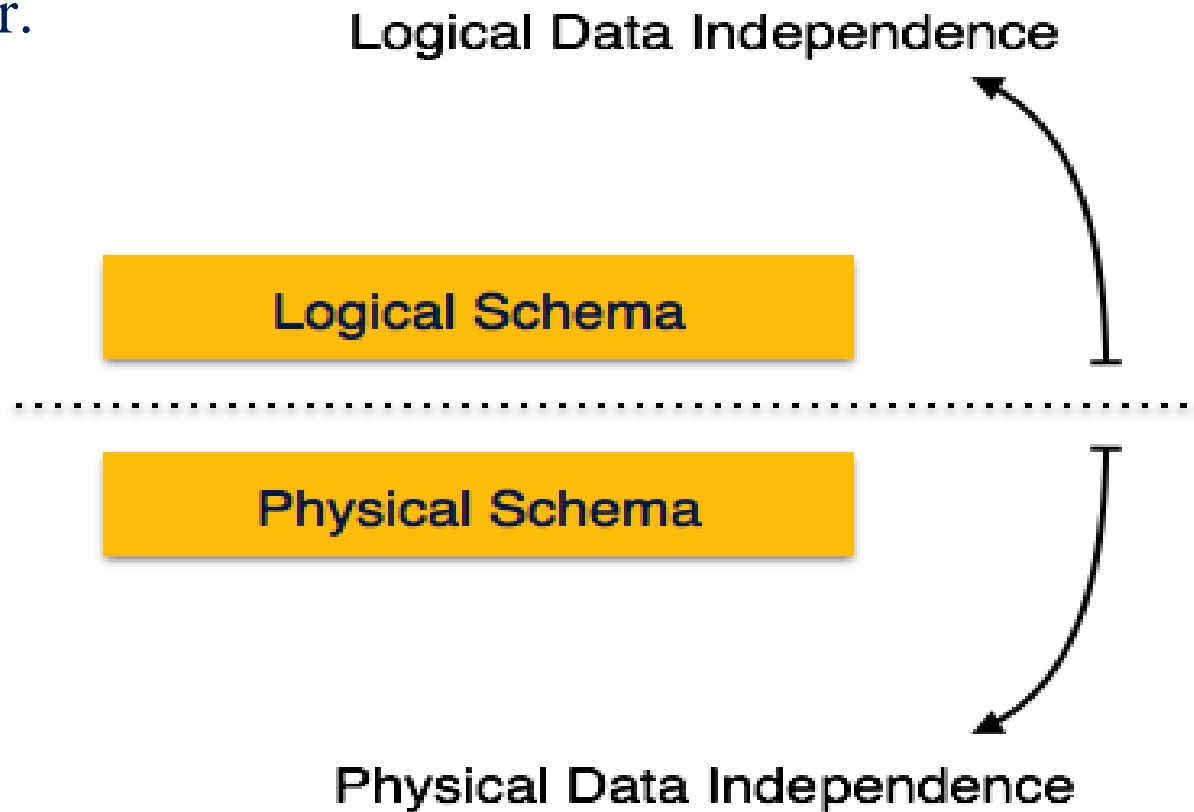 r.
Logical Data Independence
Logical Schema
Physical Schema
Physical Data Independence